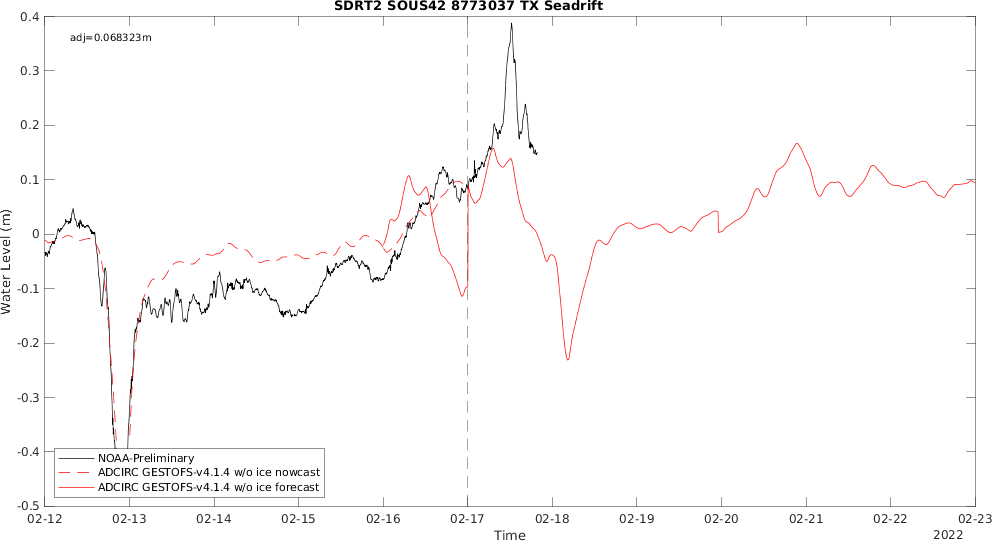 SDRT2 SOUS42 8773037 TX Seadrift
adj=0.068323m
Water Level (m)
0.4
0.3
0.2
0.1
0
-0.1
-0.2
-0.3
-0.4
-0.5
NOAA-Preliminary
ADCIRC GESTOFS-v4.1.4 w/o ice nowcast
ADCIRC GESTOFS-v4.1.4 w/o ice forecast
02-12 02-13 02-14 02-15 02-16 02-17 02-18 02-19 02-20 02-21 02-22 02-23
Time
2022